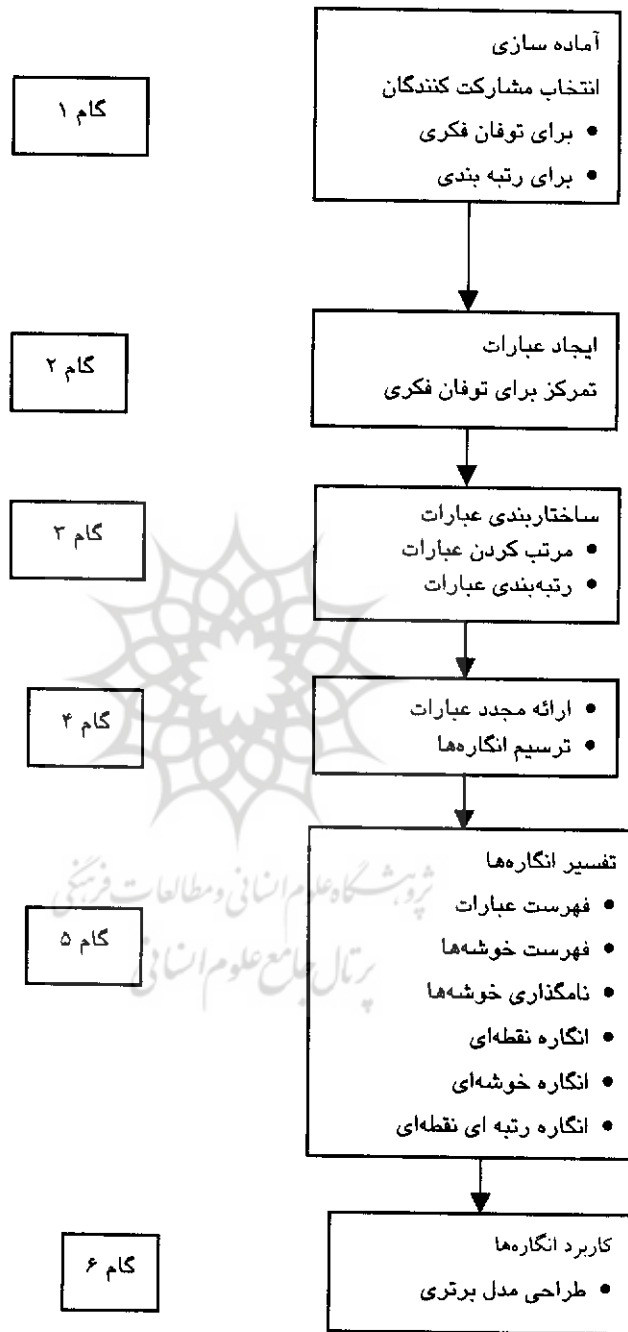 آماده سازی
انتخاب مشارکت کنندگان
• برای توفان فکری
• برای رتبه بندی
گام ۱
ایجاد عبارات
تمرکز برای توفان فکری
گام ۲
ساختاربندی عبارات
• مرتب کردن عبارات
• رتبه‌بندی عبارات
گام ۳
• ارائه مجدد عبارات
• ترسیم انگاره‌ها
گام ۴
تفسیر انگاره‌ها
• فهرست عبارات
• فهرست خوشه‌ها
• نامگذاری خوشه‌ها
• انگاره نقطه‌ای
• انگاره خوشه‌ای
• انگاره رتبه ای نقطه‌ای
گام ۵
کاربرد انگاره‌ها
• طراحی مدل برتری
گام ۶
پژوهشگاه علوم انسانی و مطالعات فرهنگی
پرتال جامع علوم انسانی